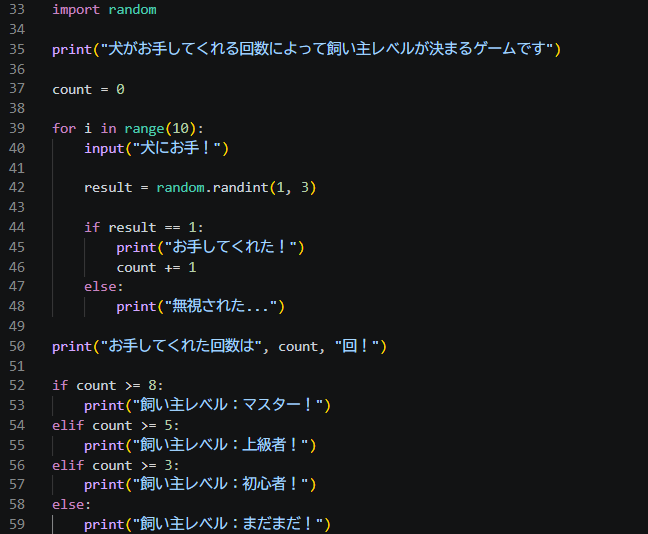 33 import random
34
35 print("犬がお手してくれる回数によって飼い主レベルが決まるゲームです")
36
37 count = 0
38
39 for i in range(10):
40     input("犬にお手！")
41
42     result = random.randint(1, 3)
43
44     if result == 1:
45         print("お手してくれた！")
46         count += 1
47     else:
48         print("無視された...")
49
50 print("お手してくれた回数は", count, "回！")
51
52 if count >= 8:
53     print("飼い主レベル：マスター！")
54 elif count >= 5:
55     print("飼い主レベル：上級者！")
56 elif count >= 3:
57     print("飼い主レベル：初心者！")
58 else:
59     print("飼い主レベル：まだまだ！")